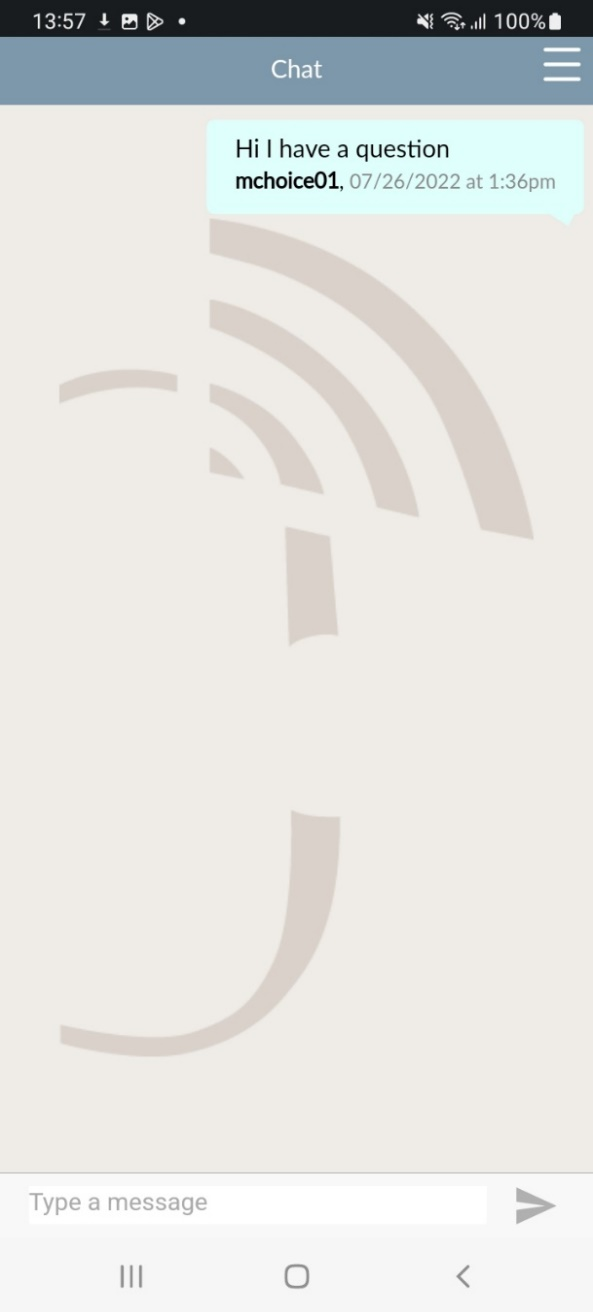 13:57 100%
Chat
Hi I have a question
mchoice01, 07/26/2022 at 1:36pm
Type a message